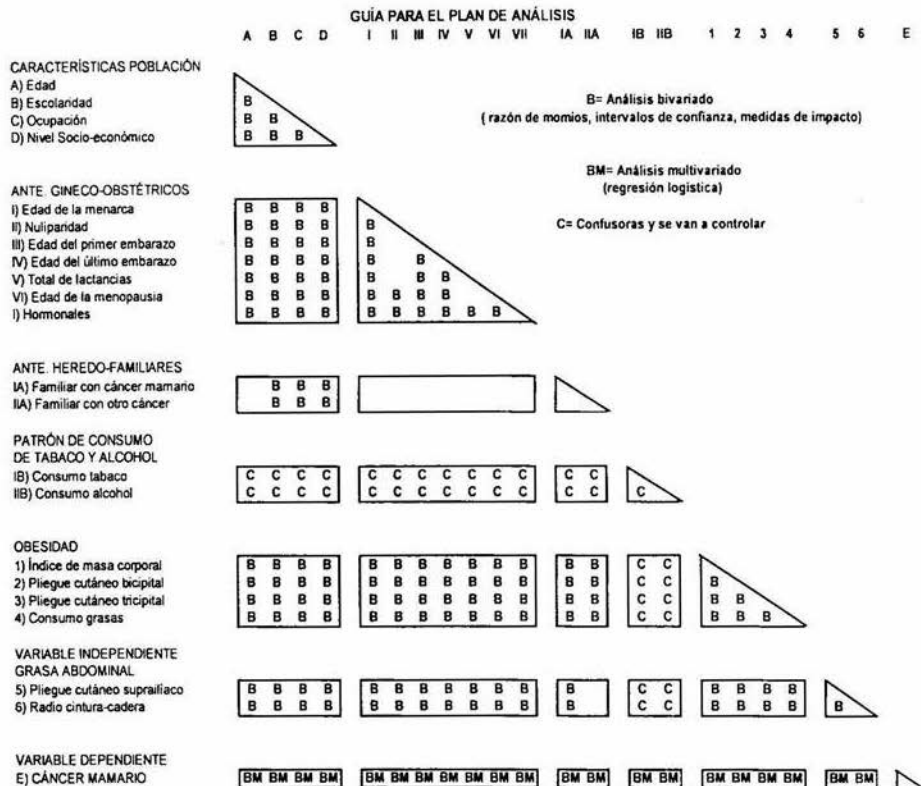 GUÍA PARA EL PLAN DE ANÁLISIS
A B C D I II III IV V VI VII IA IIA IB IIB 1 2 3 4 5 6 E
CARACTERÍSTICAS POBLACIÓN
A) Edad
B) Escolaridad B
C) Ocupación B B
D) Nivel Socio-económico B B B
B= Análisis bivariado
( razón de momios, intervalos de confianza, medidas de impacto)
BM= Análisis multivariado
(regresión logística)
C= Confusoras y se van a controlar
ANTE. GINECO-OBSTÉTRICOS
I) Edad de la menarca B B B B
II) Nuliparidad B B B B B
III) Edad del primer embarazo B B B B B
IV) Edad del último embarazo B B B B B B
V) Total de lactancias B B B B B B B
VI) Edad de la menopausia B B B B B B B B
I) Hormonales B B B B B B B B B B
ANTE. HEREDO-FAMILIARES
IA) Familiar con cáncer mamario B B B
IIA) Familiar con otro cáncer B B B
PATRÓN DE CONSUMO
DE TABACO Y ALCOHOL
IB) Consumo tabaco C C C C C C C C C C C C C
IIB) Consumo alcohol C C C C C C C C C C C C C C
OBESIDAD
1) Índice de masa corporal B B B B B B B B B B B B B C C
2) Pliegue cutáneo bicipital B B B B B B B B B B B B B C C B
3) Pliegue cutáneo tricipital B B B B B B B B B B B B B C C B B
4) Consumo grasas B B B B B B B B B B B B B C C B B B
VARIABLE INDEPENDIENTE
GRASA ABDOMINAL
5) Pliegue cutáneo suprailíaco B B B B B B B B B B B B C C B B B B
6) Radio cintura-cadera B B B B B B B B B B B B C C B B B B B
VARIABLE DEPENDIENTE
E) CÁNCER MAMARIO BM BM BM BM BM BM BM BM BM BM BM BM BM BM BM BM BM BM BM BM BM